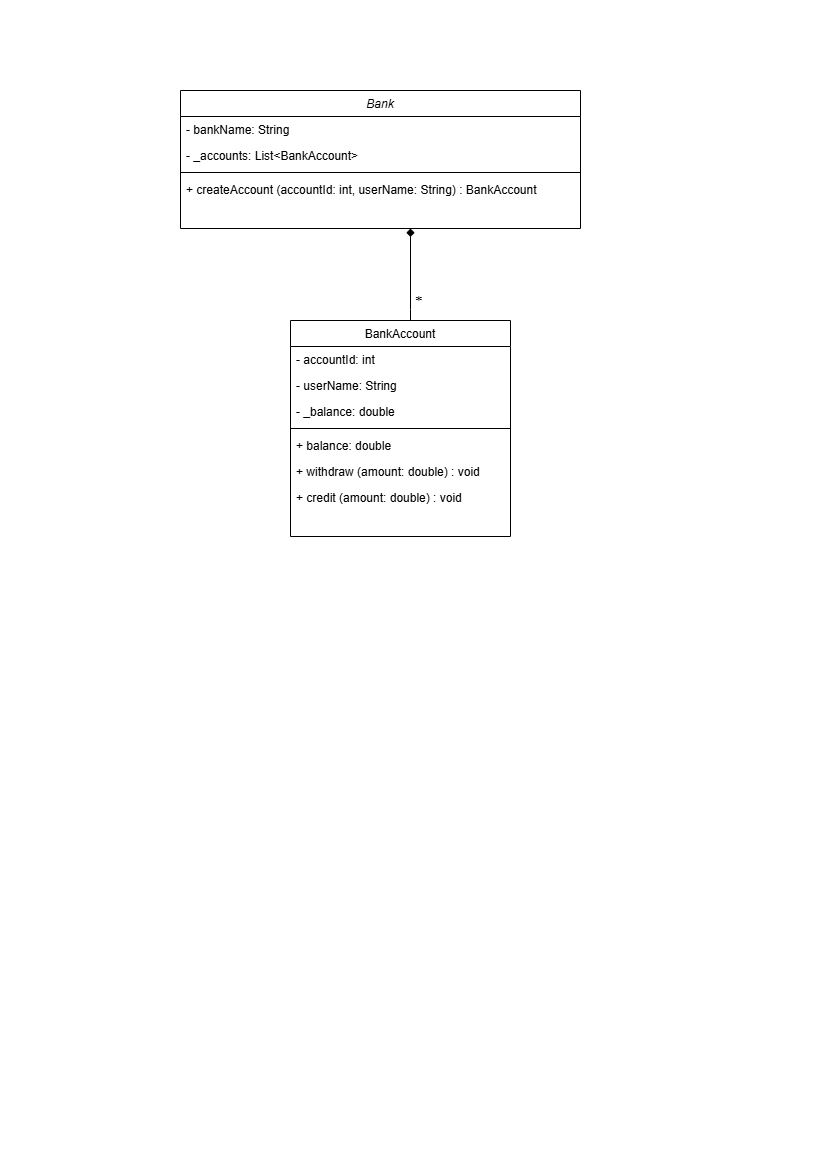 Bank
- bankName: String
- _accounts: List<BankAccount>
+ createAccount (accountId: int, userName: String) : BankAccount
*
BankAccount
- accountId: int
- userName: String
- _balance: double
+ balance: double
+ withdraw (amount: double) : void
+ credit (amount: double) : void